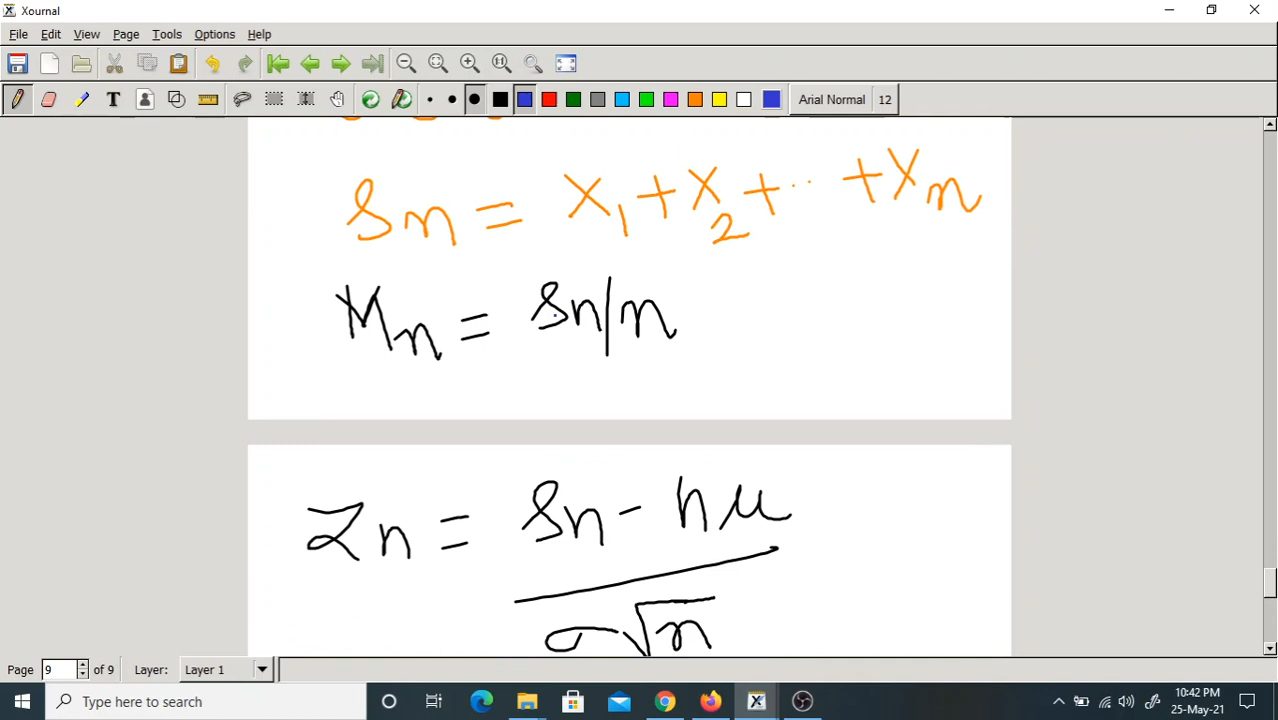 Xournal
File Edit View Page Tools Options Help
Arial Normal 12
Sn = X1 + X2 + .. + Xn
Mn = Sn|n
Zn = Sn - nμ
σ√n
Page 9 of 9 Layer: Layer 1
Type here to search
10:42 PM
25-May-21